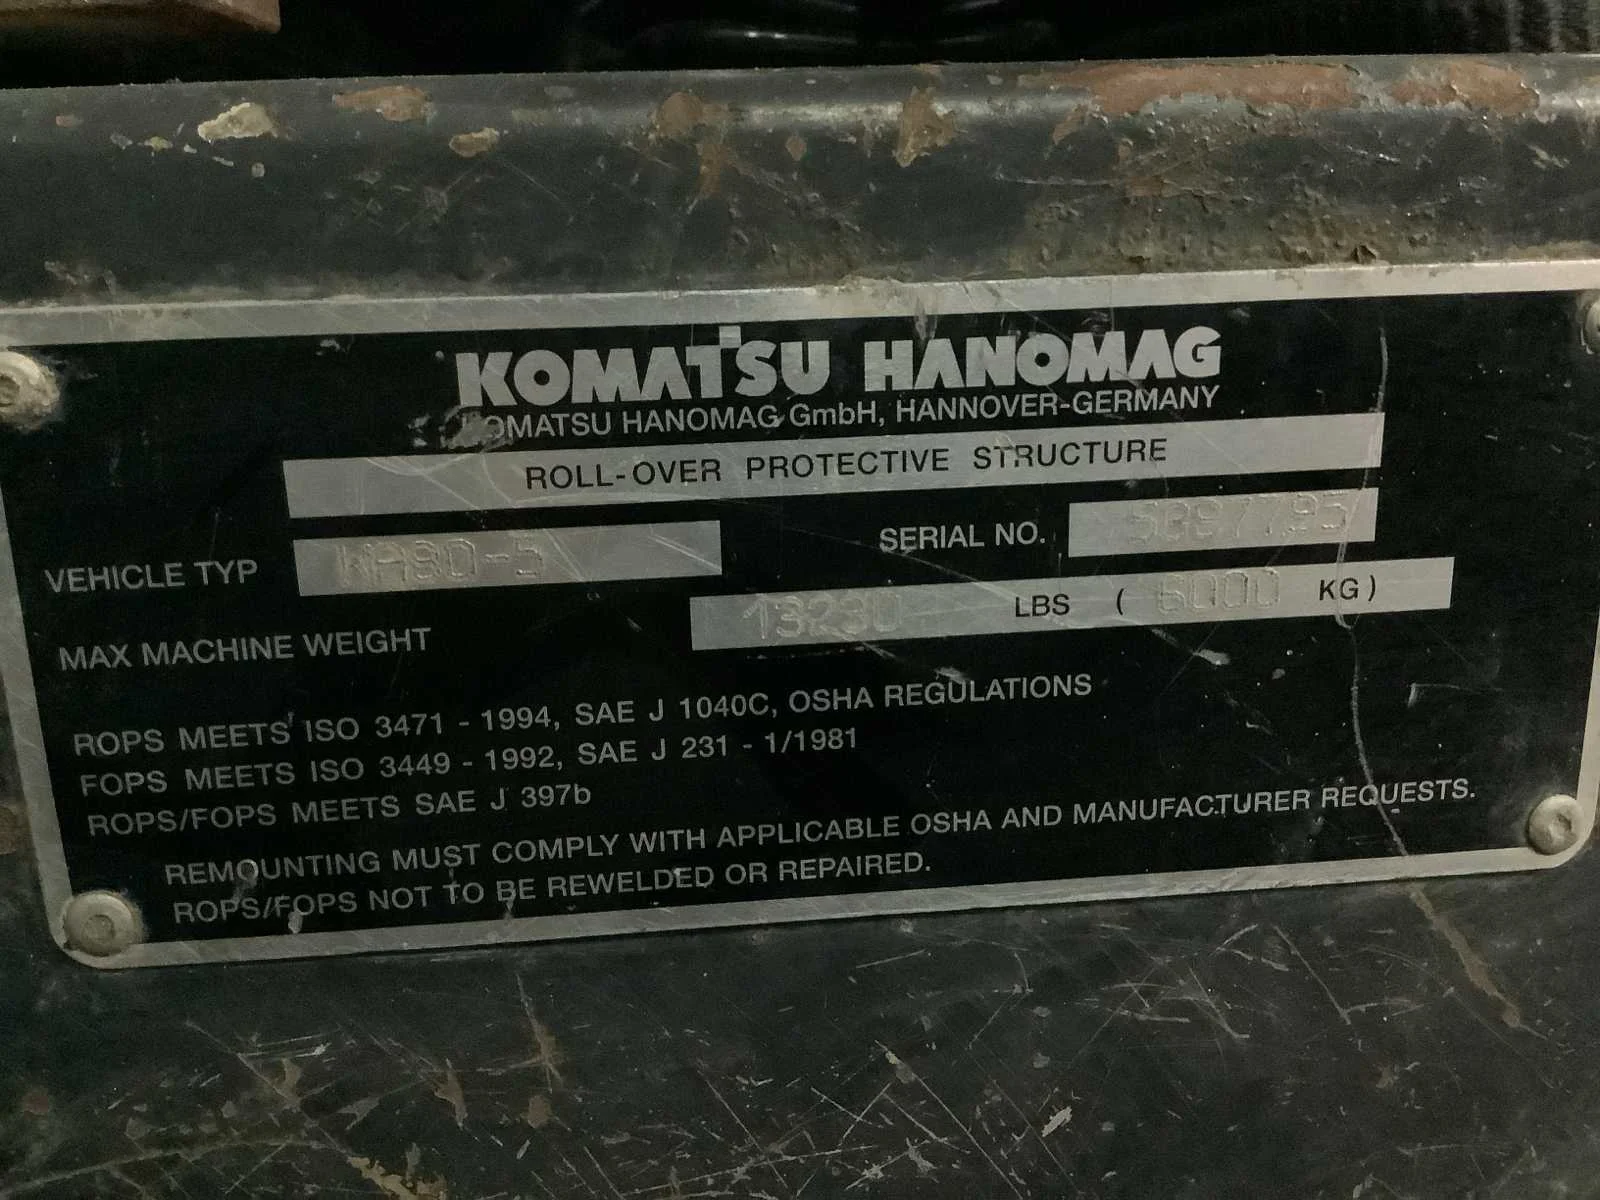 KOMATSU HANOMAG
KOMATSU HANOMAG GmbH, HANNOVER-GERMANY
ROLL-OVER PROTECTIVE STRUCTURE
VEHICLE TYP WA90-5 SERIAL NO.
MAX MACHINE WEIGHT 13230 LBS ( 6000 KG )
ROPS MEETS ISO 3471 - 1994, SAE J 1040C, OSHA REGULATIONS
FOPS MEETS ISO 3449 - 1992, SAE J 231 - 1/1981
ROPS/FOPS MEETS SAE J 397b
REMOUNTING MUST COMPLY WITH APPLICABLE OSHA AND MANUFACTURER REQUESTS.
ROPS/FOPS NOT TO BE REWELDED OR REPAIRED.